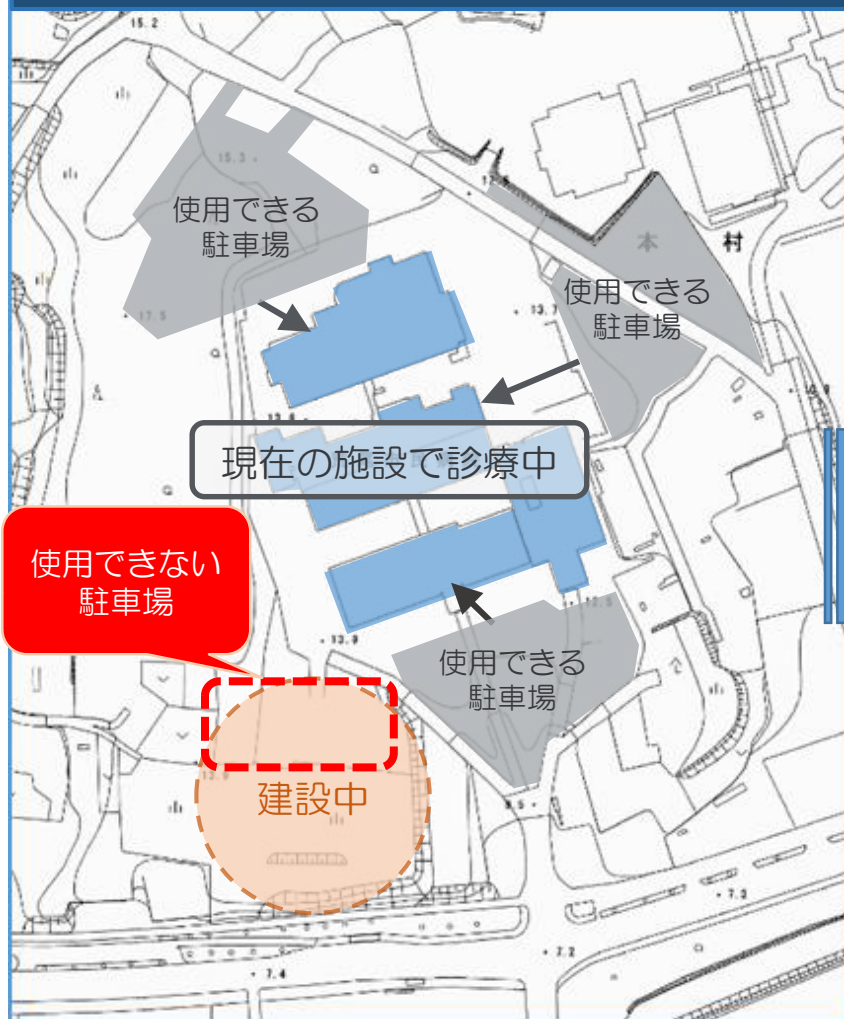 15.2
15.3
使用できる
駐車場
本 村
使用できる
駐車場
17.5
13.7
現在の施設で診療中
使用できない
駐車場
12.5
13.9
使用できる
駐車場
建設中
9.5
7.3
7.2
7.4